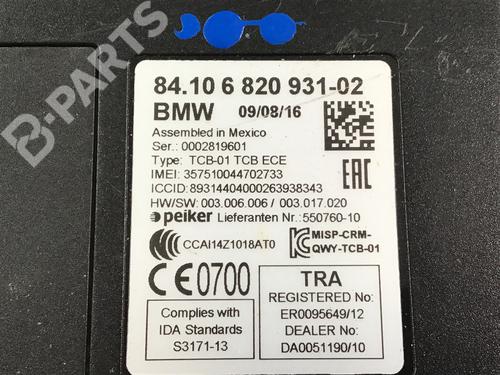 84.10 6 820 931-02
BMW 09/08/16
Assembled in Mexico
Ser.: 0002819601
Type: TCB-01 TCB ECE
IMEI: 357510044702733
ICCID: 89314404000263938343
HW/SW: 003.006.006 / 003.017.020
peiker Lieferanten Nr.:550760-10
EAC
CCAI14Z1018AT0
MISP-CRM-
QWY-TCB-01
CE0700
Complies with
IDA Standards
S3171-13
TRA
REGISTERED No:
ER0095649/12
DEALER No:
DA0051190/10
B-PARTS